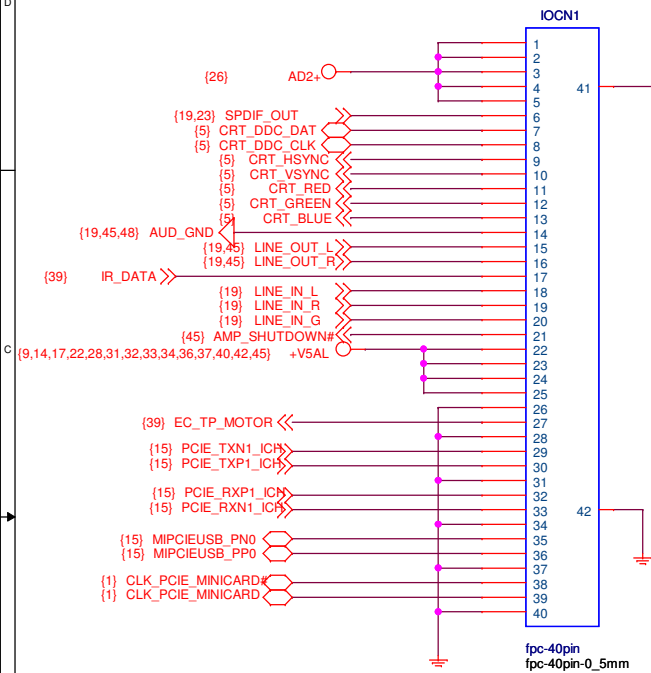 D
IOCN1
1
2
{26} AD2+ 3
4 41
5
{19,23} SPDIF_OUT 6
{5} CRT_DDC_DAT 7
{5} CRT_DDC_CLK 8
{5} CRT_HSYNC 9
{5} CRT_VSYNC 10
{5} CRT_RED 11
{5} CRT_GREEN 12
{5} CRT_BLUE 13
{19,45,48} AUD_GND 14
{19,45} LINE_OUT_L 15
{19,45} LINE_OUT_R 16
{39} IR_DATA 17
{19} LINE_IN_L 18
{19} LINE_IN_R 19
{19} LINE_IN_G 20
{45} AMP_SHUTDOWN# 21
C {9,14,17,22,28,31,32,33,34,36,37,40,42,45} +V5AL 22
23
24
25
26
{39} EC_TP_MOTOR 27
28
{15} PCIE_TXN1_ICH 29
{15} PCIE_TXP1_ICH 30
31
{15} PCIE_RXP1_ICH 32
{15} PCIE_RXN1_ICH 33 42
34
{15} MIPCIEUSB_PN0 35
{15} MIPCIEUSB_PP0 36
37
{1} CLK_PCIE_MINICARD# 38
{1} CLK_PCIE_MINICARD 39
40
fpc-40pin
fpc-40pin-0_5mm